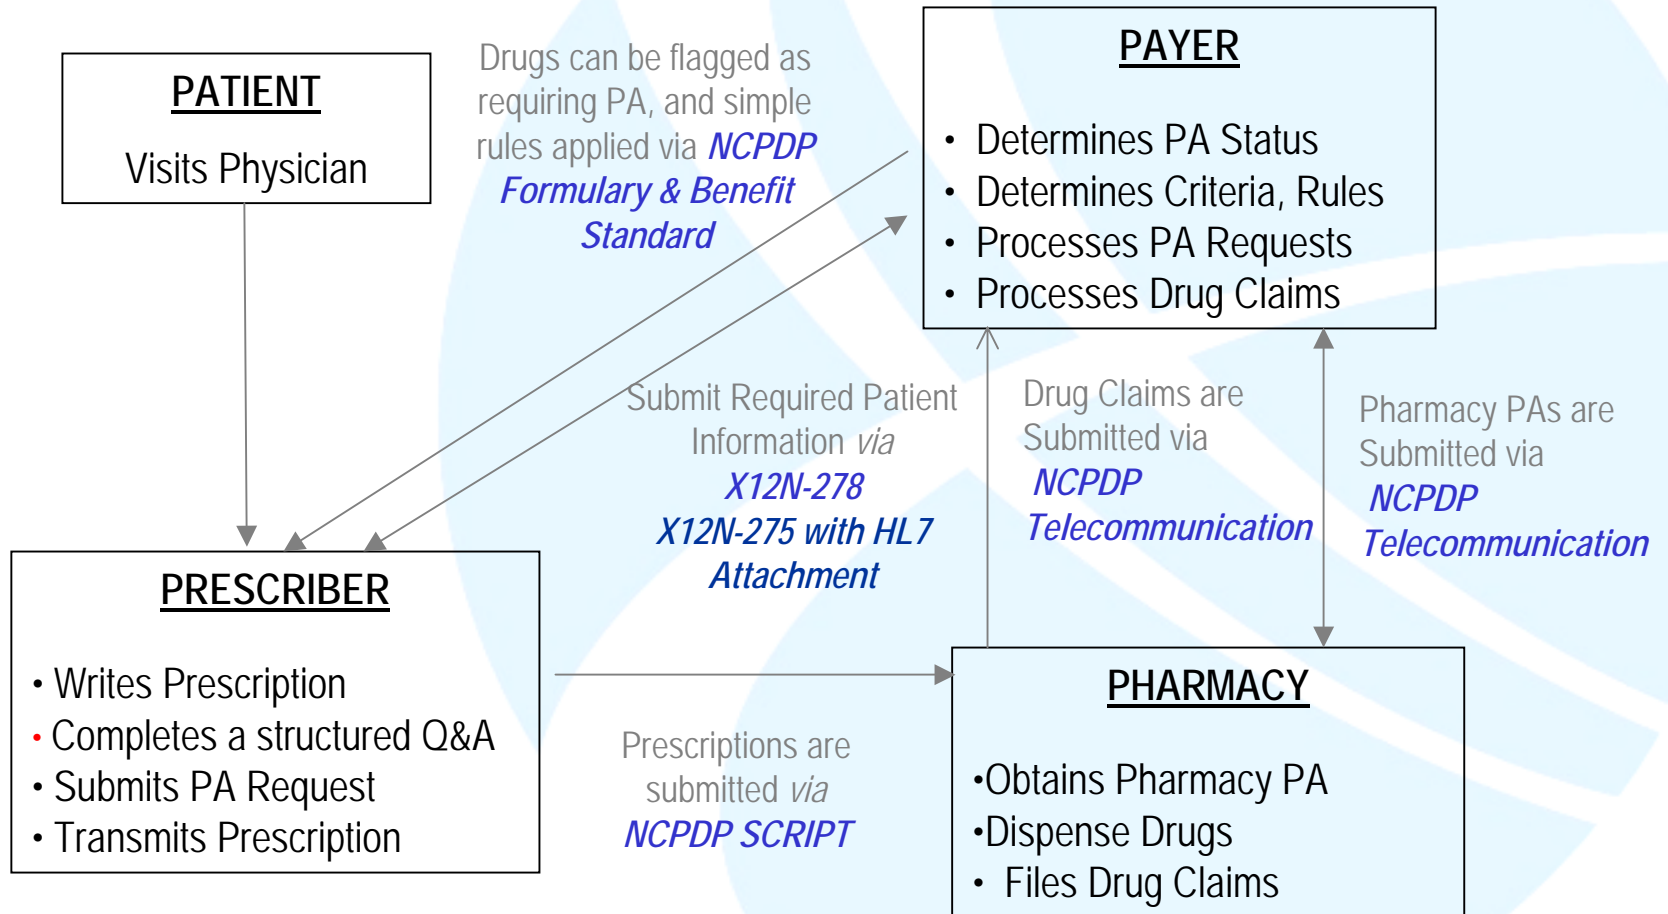 PATIENT
Visits Physician
Drugs can be flagged as
requiring PA, and simple
rules applied via NCPDP
Formulary & Benefit
Standard
PAYER
• Determines PA Status
• Determines Criteria, Rules
• Processes PA Requests
• Processes Drug Claims
Submit Required Patient
Information via
X12N-278
X12N-275 with HL7
Attachment
Drug Claims are
Submitted via
NCPDP
Telecommunication
Pharmacy PAs are
Submitted via
NCPDP
Telecommunication
PRESCRIBER
• Writes Prescription
• Completes a structured Q&A
• Submits PA Request
• Transmits Prescription
Prescriptions are
submitted via
NCPDP SCRIPT
PHARMACY
•Obtains Pharmacy PA
•Dispense Drugs
• Files Drug Claims